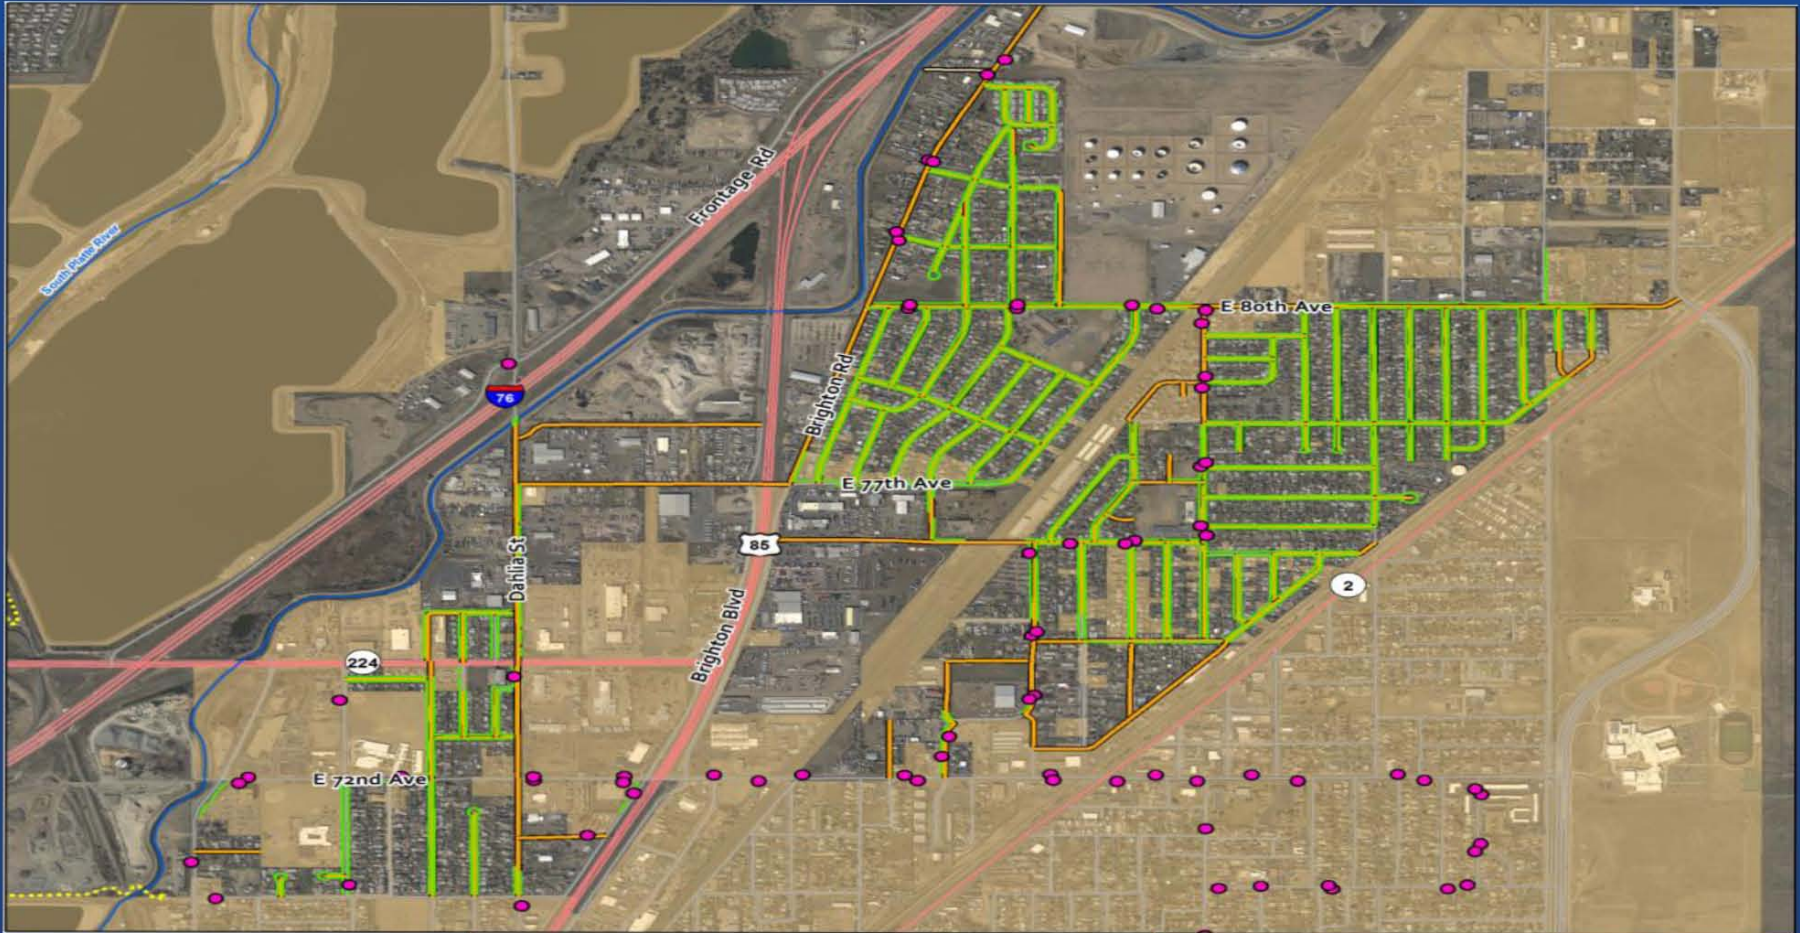 Frontage Rd
South Platte River
E 80th Ave
76
Brighton Rd
E 77th Ave
85
Dahlia St
2
Brighton Blvd
224
E 72nd Ave